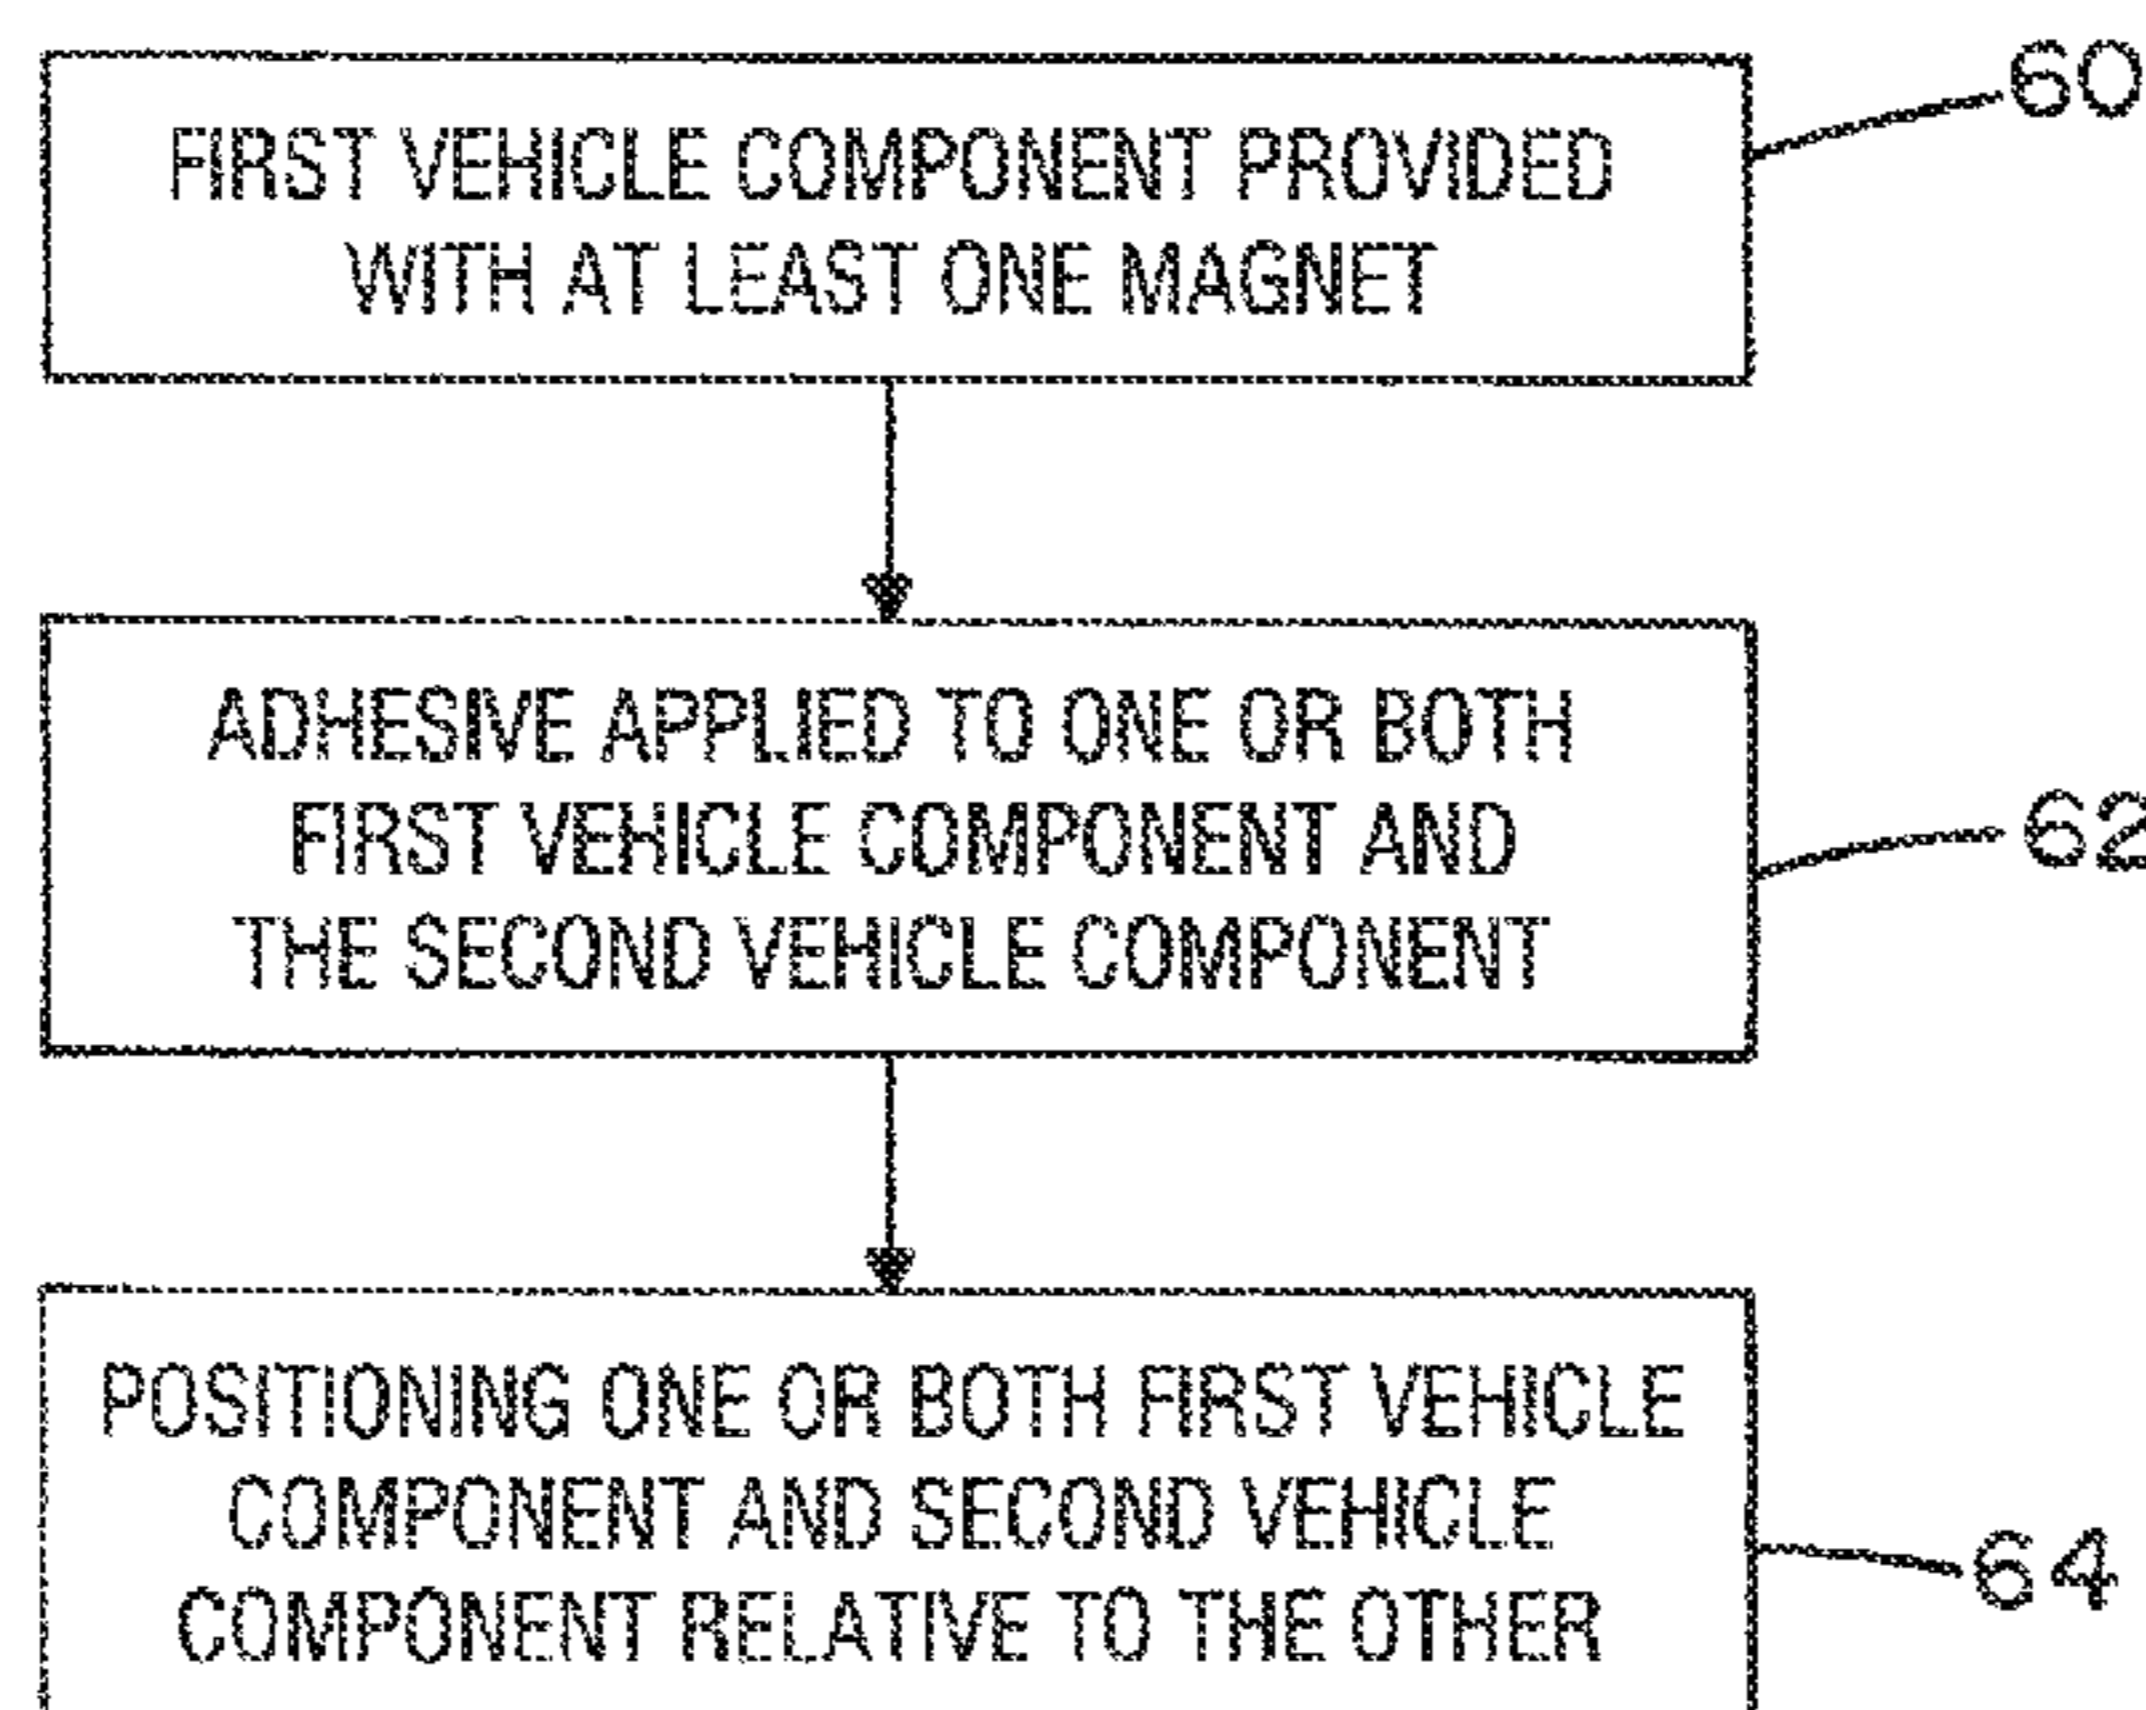 FIRST VEHICLE COMPONENT PROVIDED
WITH AT LEAST ONE MAGNET
60
ADHESIVE APPLIED TO ONE OR BOTH
FIRST VEHICLE COMPONENT AND
THE SECOND VEHICLE COMPONENT
62
POSITIONING ONE OR BOTH FIRST VEHICLE
COMPONENT AND SECOND VEHICLE
COMPONENT RELATIVE TO THE OTHER
64